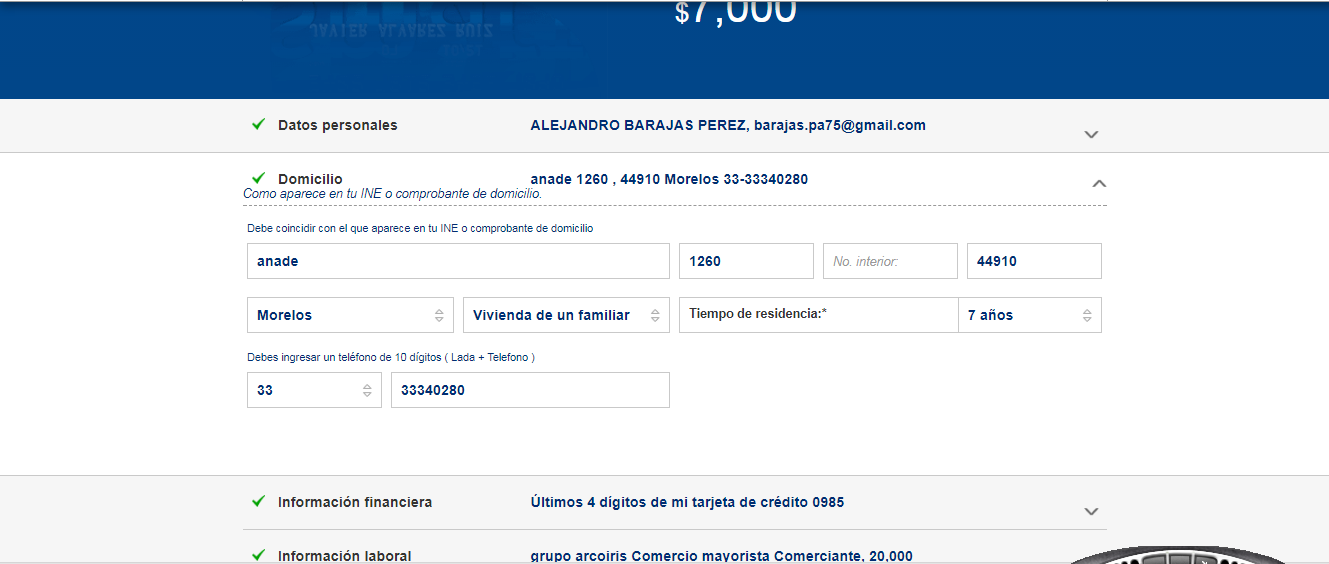 $7,000
JAVIER ALVAREZ RUIZ
Datos personales ALEJANDRO BARAJAS PEREZ, barajas.pa75@gmail.com
Domicilio anade 1260 , 44910 Morelos 33-33340280
Como aparece en tu INE o comprobante de domicilio.
Debe coincidir con el que aparece en tu INE o comprobante de domicilio
anade 1260 No. interior: 44910
Morelos Vivienda de un familiar Tiempo de residencia:* 7 años
Debes ingresar un teléfono de 10 dígitos ( Lada + Telefono )
33 33340280
Información financiera Últimos 4 dígitos de mi tarjeta de crédito 0985
Información laboral grupo arcoiris Comercio mayorista Comerciante, 20,000